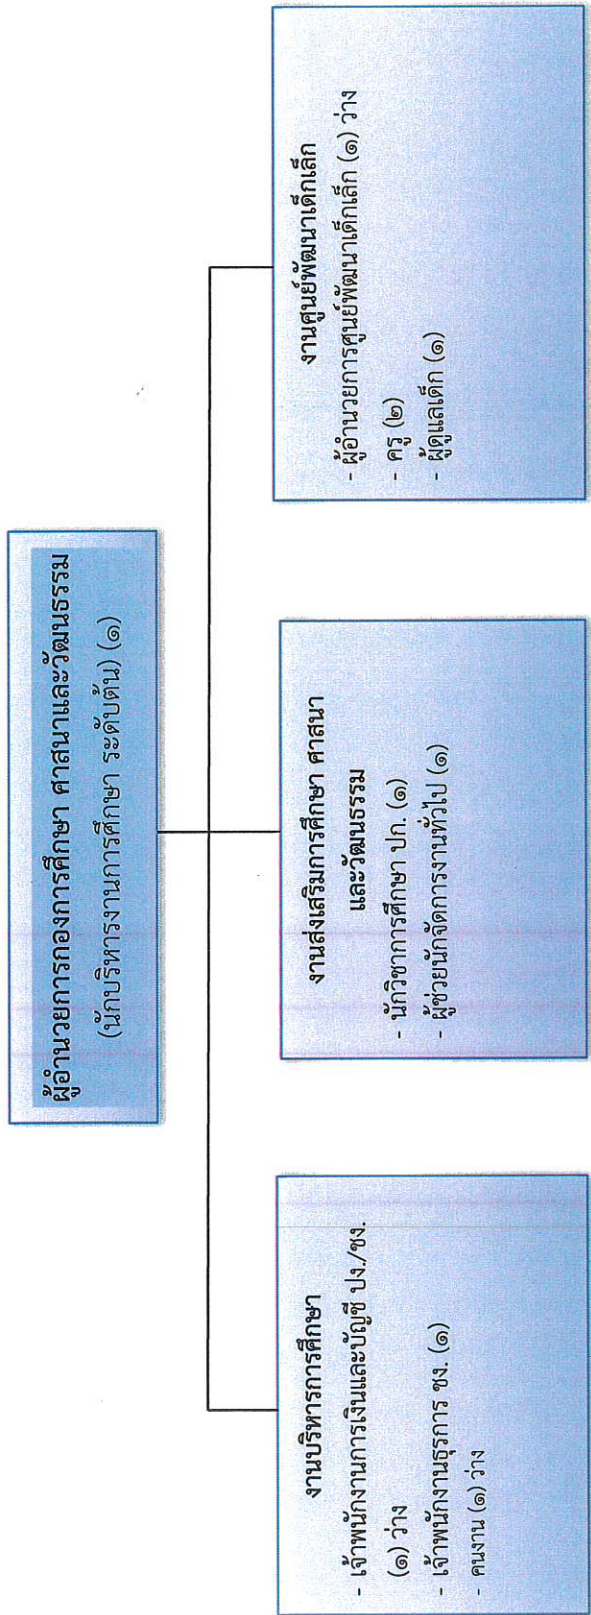 ผู้อำนวยการกองการศึกษา ศาสนาและวัฒนธรรม
(นักบริหารงานการศึกษา ระดับต้น) (๑)
งานบริหารการศึกษา
- เจ้าพนักงานการเงินและบัญชี ปง./ชง.
(๑) ว่าง
- เจ้าพนักงานธุรการ ชง. (๑)
- คนงาน (๑) ว่าง
งานส่งเสริมการศึกษา ศาสนา
และวัฒนธรรม
- นักวิชาการศึกษา ปก. (๑)
- ผู้ช่วยนักจัดการงานทั่วไป (๑)
งานศูนย์พัฒนาเด็กเล็ก
- ผู้อำนวยการศูนย์พัฒนาเด็กเล็ก (๑) ว่าง
- ครู (๒)
- ผู้ดูแลเด็ก (๑)